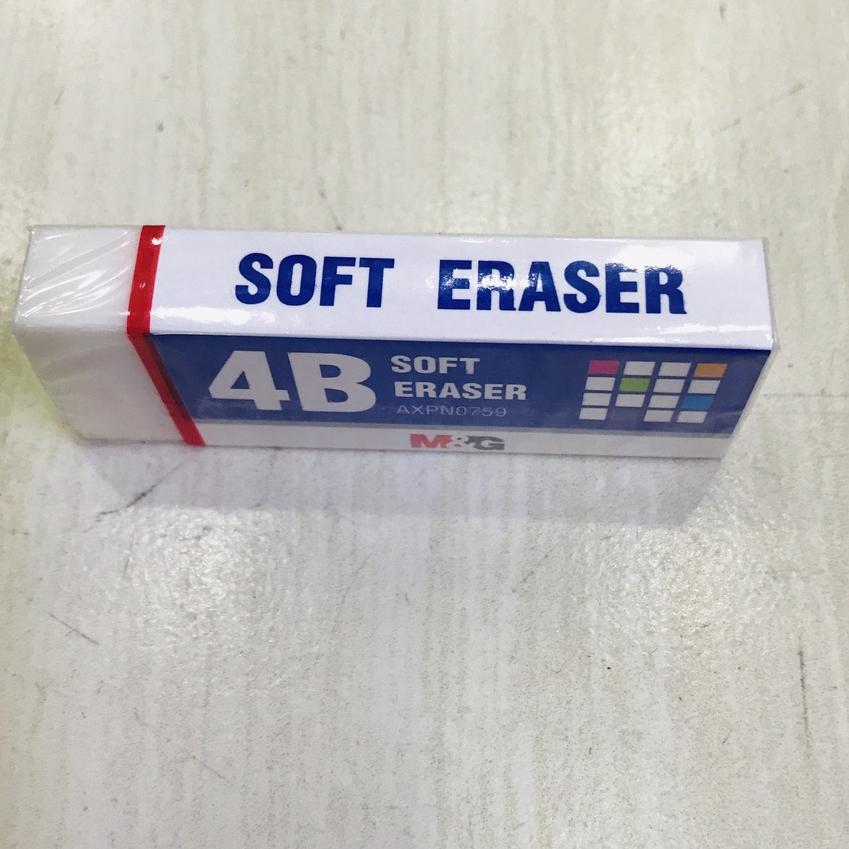 SOFT ERASER
4B
SOFT
ERASER
AXPN0759
M&G